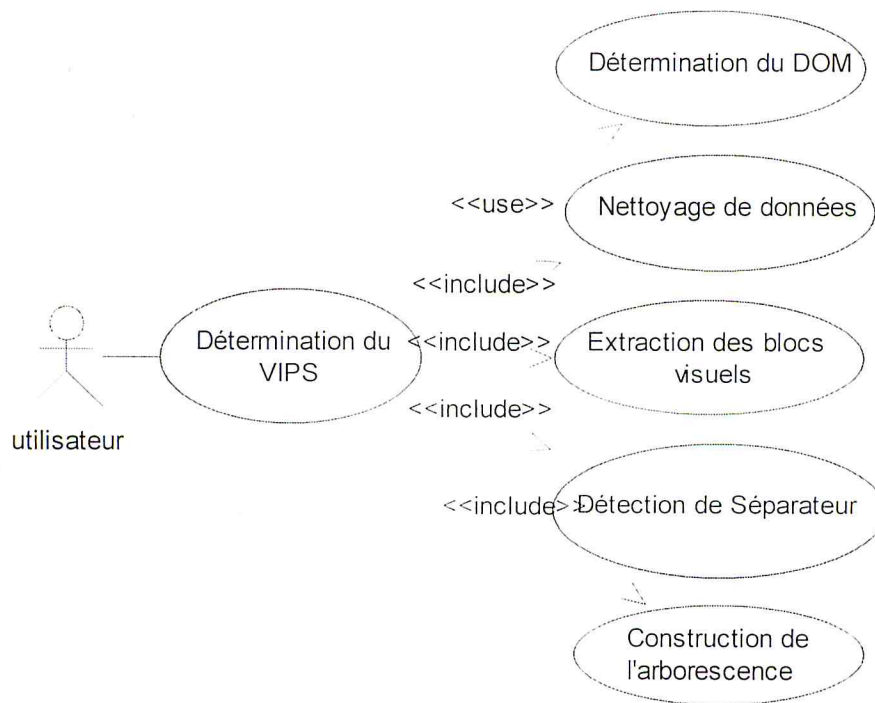 Détermination du DOM
<<use>>
Nettoyage de données
<<include>>
Détermination du
VIPS
<<include>>
Extraction des blocs
visuels
<<include>>
utilisateur
<<include>>
Détection de Séparateur
Construction de
l'arborescence